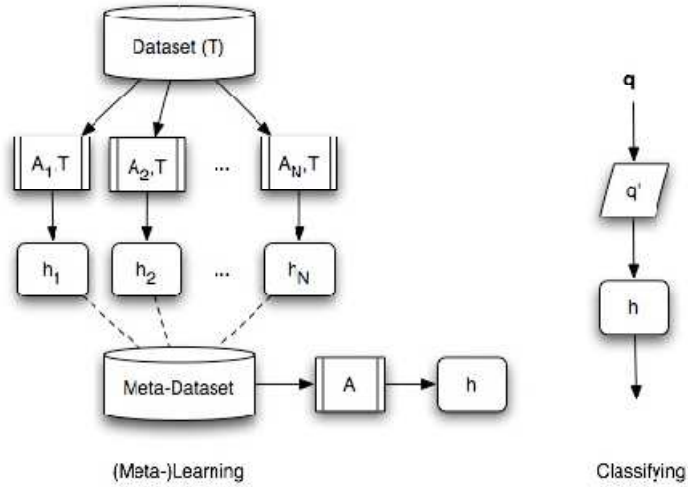 Dataset (T)
q
A1,T A2,T ... AN,T
q'
h1 h2 ... hN
h
Meta-Dataset A h
(Meta-)Learning Classifying